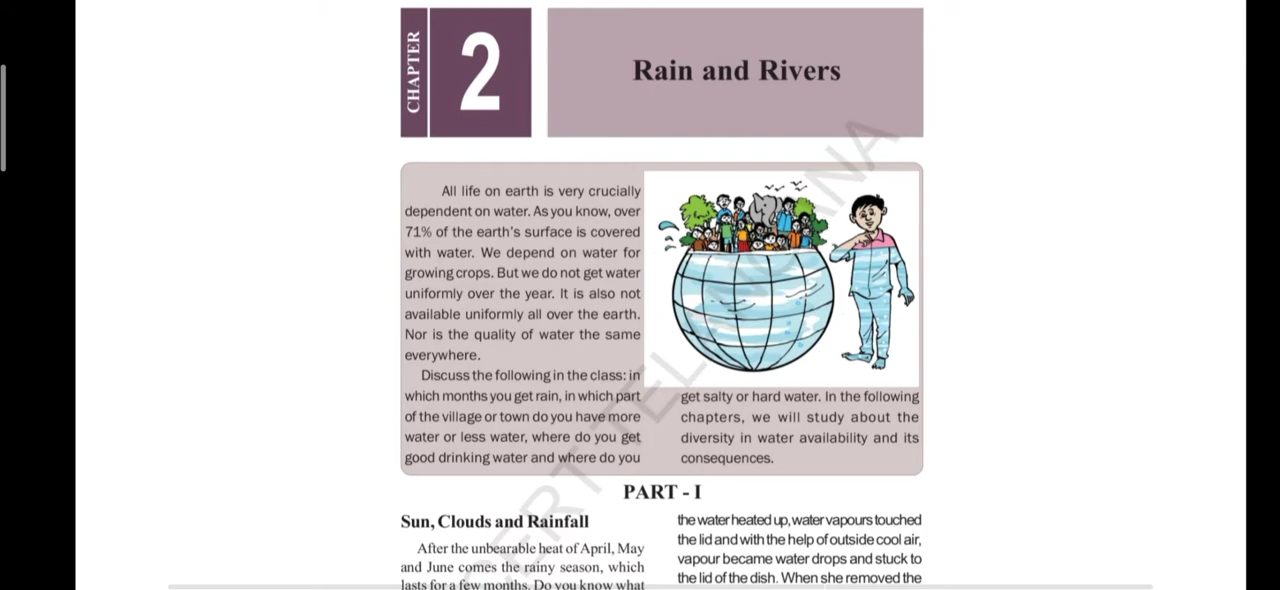 CHAPTER
2
Rain and Rivers
All life on earth is very crucially
dependent on water. As you know, over
71% of the earth's surface is covered
with water. We depend on water for
growing crops. But we do not get water
uniformly over the year. It is also not
available uniformly all over the earth.
Nor is the quality of water the same
everywhere.
Discuss the following in the class: in
which months you get rain, in which part
of the village or town do you have more
water or less water, where do you get
good drinking water and where do you
get salty or hard water. In the following
chapters, we will study about the
diversity in water availability and its
consequences.
PART - I
Sun, Clouds and Rainfall
After the unbearable heat of April, May
and June comes the rainy season, which
lasts for a few months. Do you know what
the water heated up, water vapours touched
the lid and with the help of outside cool air,
vapour became water drops and stuck to
the lid of the dish. When she removed the